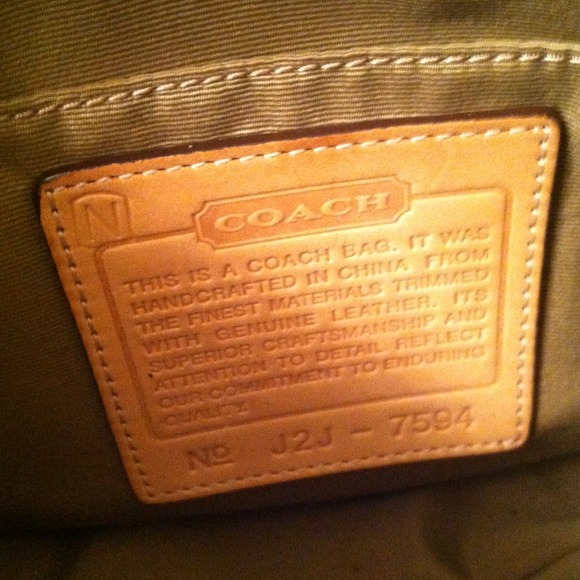 N
COACH
THIS IS A COACH BAG. IT WAS
HANDCRAFTED IN CHINA FROM
THE FINEST MATERIALS TRIMMED
WITH GENUINE LEATHER. ITS
SUPERIOR CRAFTSMANSHIP AND
ATTENTION TO DETAIL REFLECT
OUR COMMITMENT TO ENDURING
QUALITY.
Nº J2J - 7594